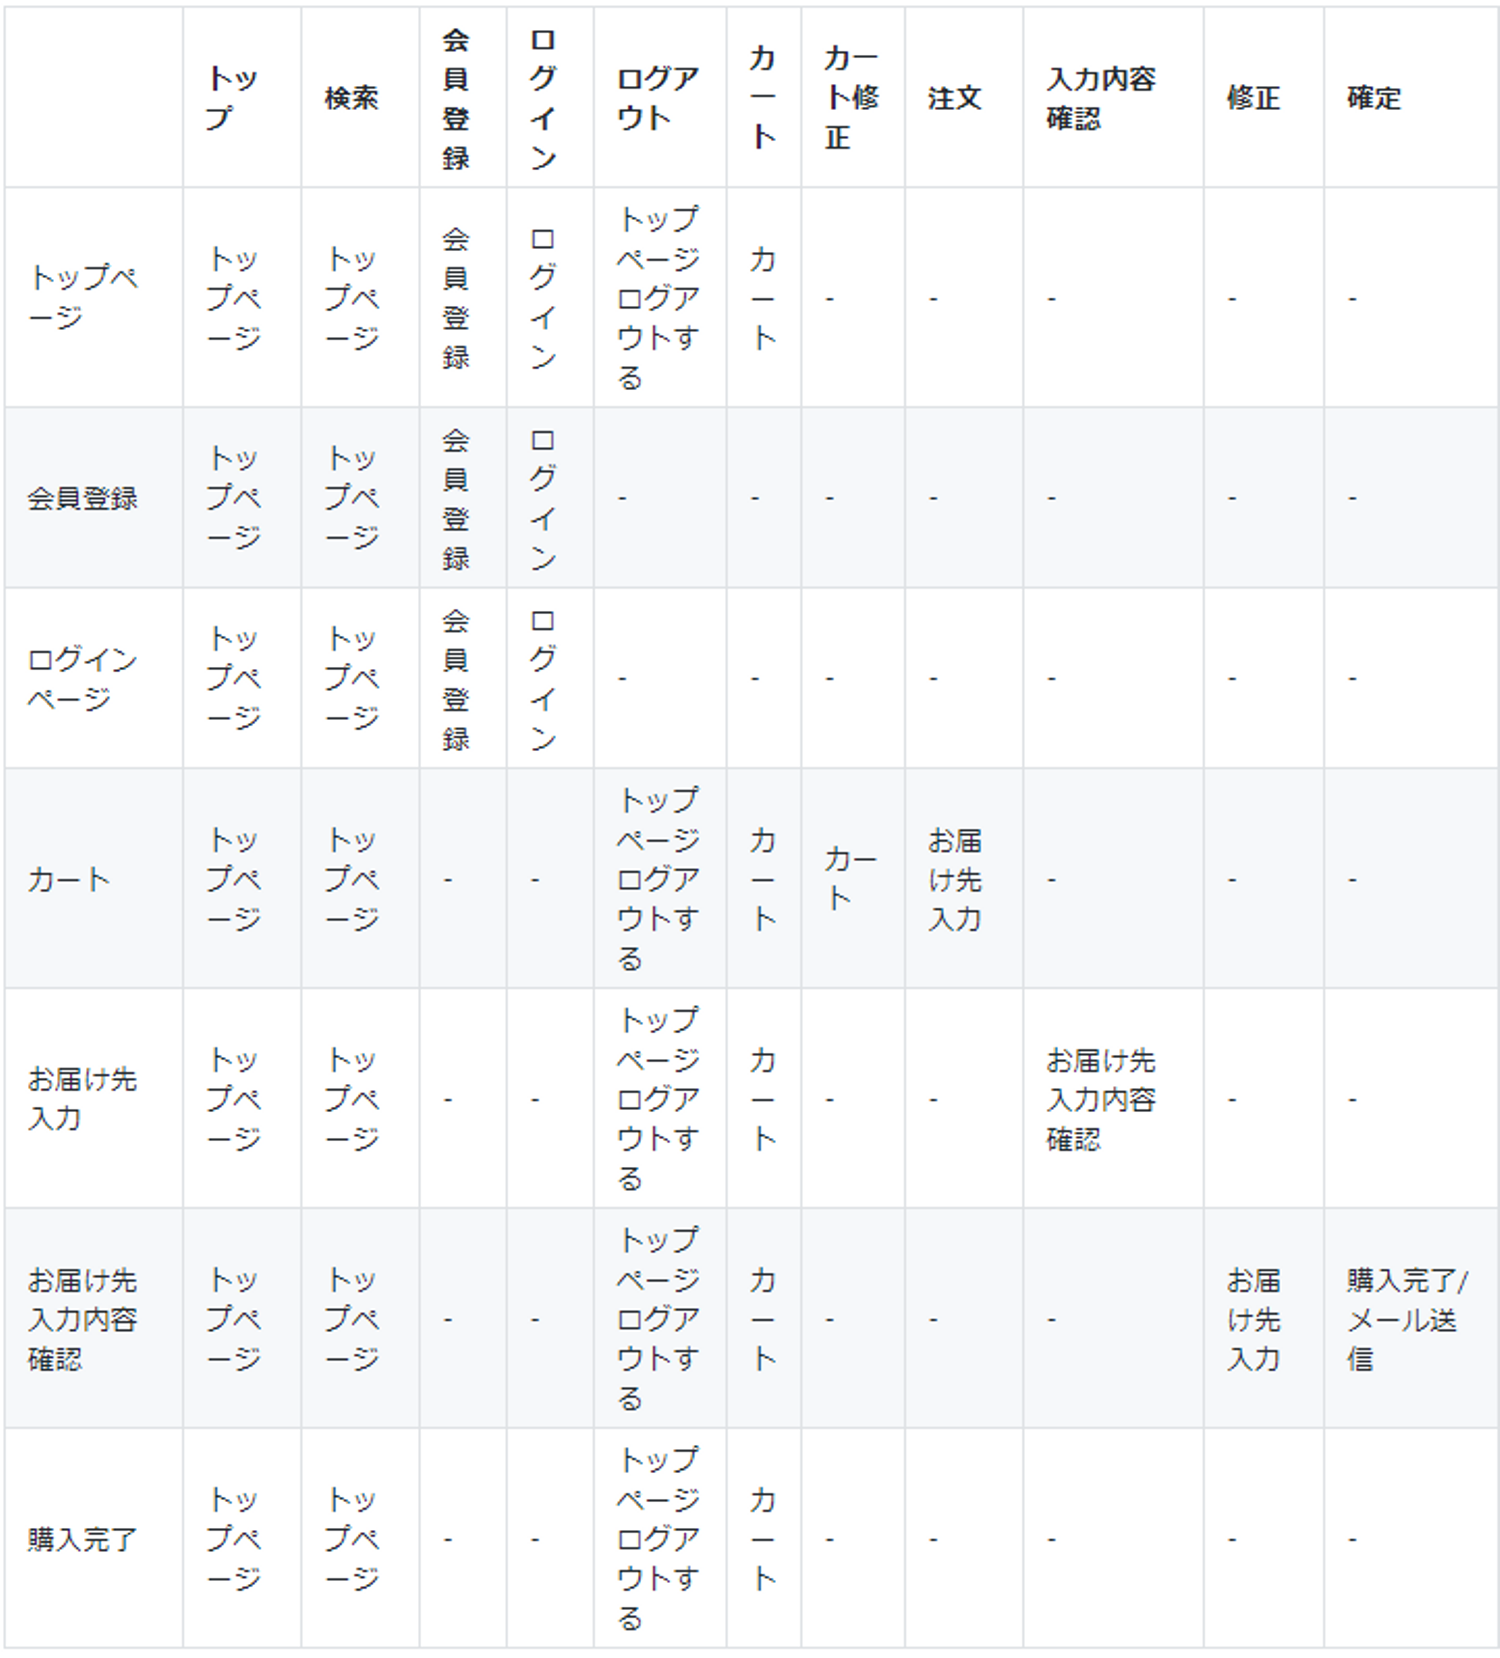 トッ
プ
検索
会
員
登
録
ロ
グ
イ
ン
ログア
ウト
カ
ー
ト
カー
ト修
正
注文
入力内容
確認
修正
確定
トップペ
ージ
トッ
プペ
ージ
トッ
プペ
ージ
会
員
登
録
ロ
グ
イ
ン
トップ
ページ
ログア
ウトす
る
カ
ー
ト
-
-
-
-
-
会員登録
トッ
プペ
ージ
トッ
プペ
ージ
会
員
登
録
ロ
グ
イ
ン
-
-
-
-
-
-
-
ログイン
ページ
トッ
プペ
ージ
トッ
プペ
ージ
会
員
登
録
ロ
グ
イ
ン
-
-
-
-
-
-
-
カート
トッ
プペ
ージ
トッ
プペ
ージ
-
-
トップ
ページ
ログア
ウトす
る
カ
ー
ト
カー
ト
お届
け先
入力
-
-
-
お届け先
入力
トッ
プペ
ージ
トッ
プペ
ージ
-
-
トップ
ページ
ログア
ウトす
る
カ
ー
ト
-
-
お届け先
入力内容
確認
-
-
お届け先
入力内容
確認
トッ
プペ
ージ
トッ
プペ
ージ
-
-
トップ
ページ
ログア
ウトす
る
カ
ー
ト
-
-
-
お届
け先
入力
購入完了/
メール送
信
購入完了
トッ
プペ
ージ
トッ
プペ
ージ
-
-
トップ
ページ
ログア
ウトす
る
カ
ー
ト
-
-
-
-
-